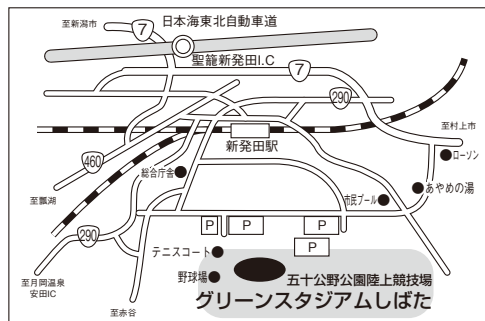 日本海東北自動車道
至新潟市
7
聖籠新発田I.C
7
290
至村上市
新発田駅
ローソン
460
総合庁舎
あやめの湯
至瓢湖
市民プール
P
P
P
290
P
テニスコート
至月岡温泉
安田IC
野球場
五十公野公園陸上競技場
グリーンスタジアムしばた
至赤谷